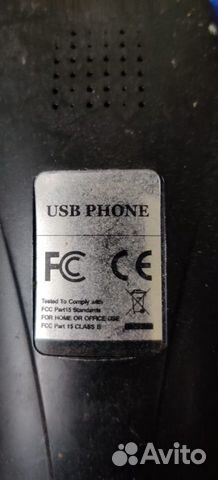 USB PHONE
FC CE
Tested To Comply with
FCC Part15 Standards
FOR HOME OR OFFICE USE
FCC Part 15 CLASS B
Avito